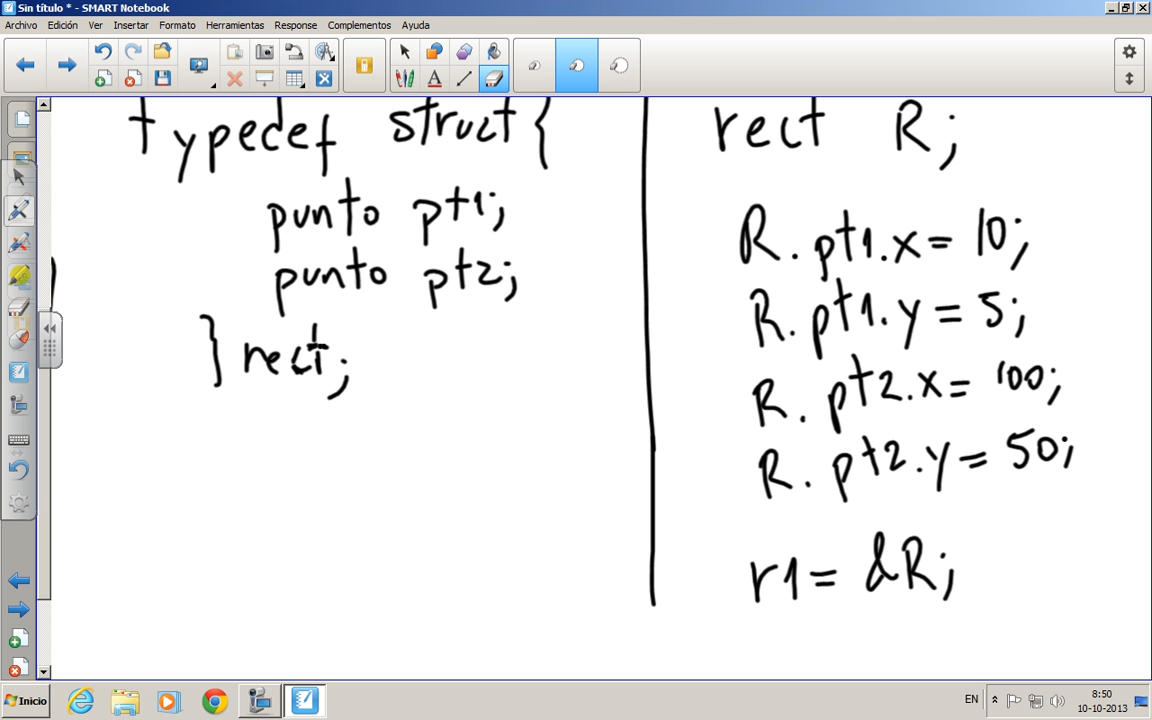 Sin título * - SMART Notebook
Archivo Edición Ver Insertar Formato Herramientas Response Complementos Ayuda
typedef struct {
punto pt1;
punto pt2;
} rect;
rect R;
R.pt1.x = 10;
R.pt1.y = 5;
R.pt2.x = 100;
R.pt2.y = 50;
r1 = &R;
Inicio
EN
8:50
10-10-2013